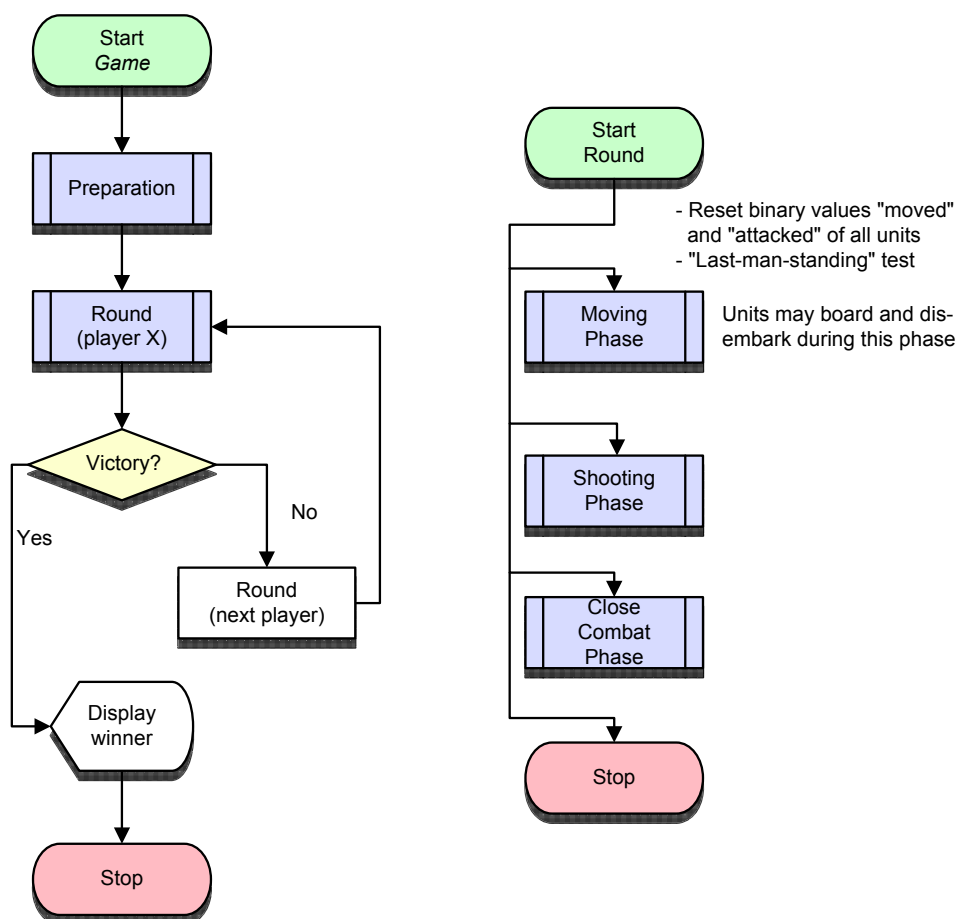 Start
Game
Preparation
Round
(player X)
Victory?
Yes
No
Round
(next player)
Display
winner
Stop
Start
Round
- Reset binary values "moved"
and "attacked" of all units
- "Last-man-standing" test
Moving
Phase
Units may board and dis-
embark during this phase
Shooting
Phase
Close
Combat
Phase
Stop